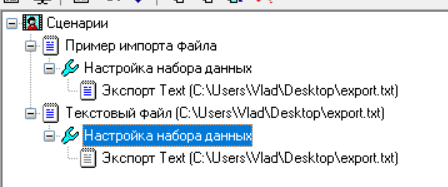 Сценарии
Пример импорта файла
Настройка набора данных
Экспорт Text (C:\Users\Vlad\Desktop\export.txt)
Текстовый файл (C:\Users\Vlad\Desktop\export.txt)
Настройка набора данных
Экспорт Text (C:\Users\Vlad\Desktop\export.txt)